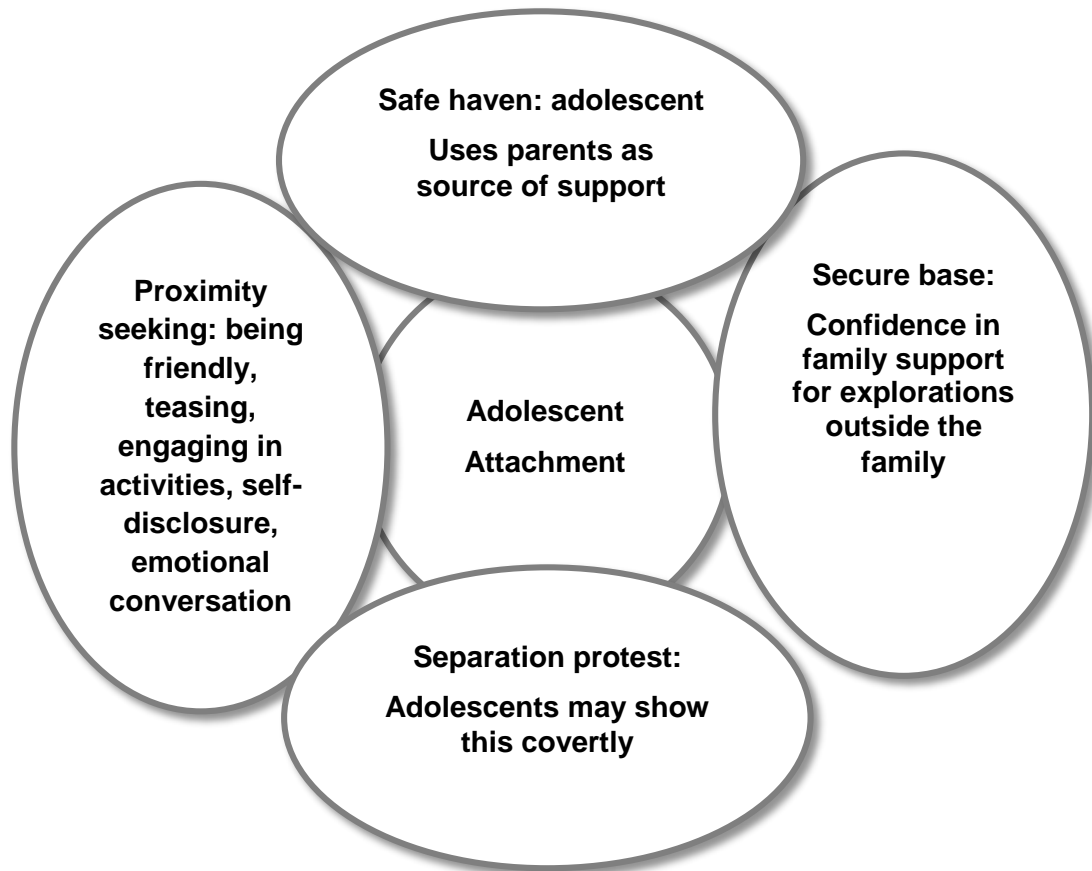 Safe haven: adolescent
Uses parents as
source of support
Proximity
seeking: being
friendly,
teasing,
engaging in
activities, self-
disclosure,
emotional
conversation
Adolescent
Attachment
Secure base:
Confidence in
family support
for explorations
outside the
family
Separation protest:
Adolescents may show
this covertly